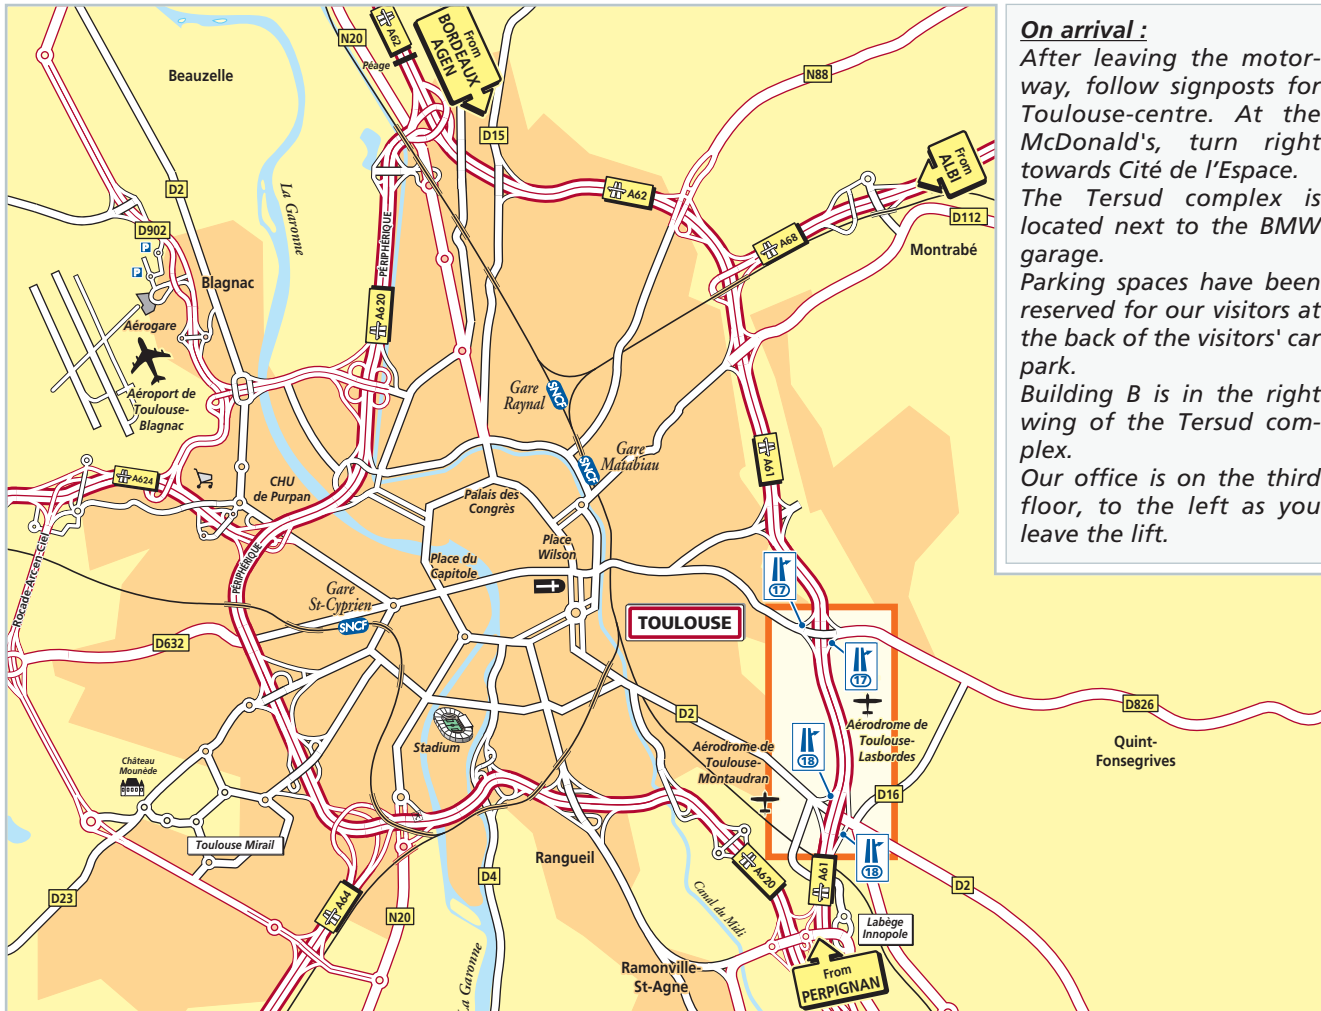 On arrival :
After leaving the motor-
way, follow signposts for
Toulouse-centre. At the
McDonald's, turn right
towards Cité de l'Espace.
The Tersud complex is
located next to the BMW
garage.
Parking spaces have been
reserved for our visitors at
the back of the visitors' car
park.
Building B is in the right
wing of the Tersud com-
plex.
Our office is on the third
floor, to the left as you
leave the lift.
N20
A62
Péage
From
BORDEAUX
AGEN
Beauzelle
N88
D15
La Garonne
From
ALBI
D2
A62
D112
D902
P
P
PÉRIPHÉRIQUE
A68
Montrabé
Blagnac
A620
Aérogare
Aéroport de
Toulouse-
Blagnac
Gare
Raynal
SNCF
Gare
Matabiau
SNCF
A61
A624
CHU
de Purpan
Palais des
Congrès
Place
Wilson
Place du
Capitole
PÉRIPHÉRIQUE
Rocade Arc-en-Ciel
Gare
St-Cyprien
SNCF
17
TOULOUSE
D632
17
D826
D2
Aérodrome de
Toulouse-
Lasbordes
Stadium
Aérodrome de
Toulouse-
Montaudran
18
Quint-
Fonsegrives
Château
Mounède
D16
Toulouse Mirail
Rangueil
18
D23
A64
N20
D4
A620
A61
D2
Canal du Midi
Labège
Innopole
La Garonne
Ramonville-
St-Agne
From
PERPIGNAN